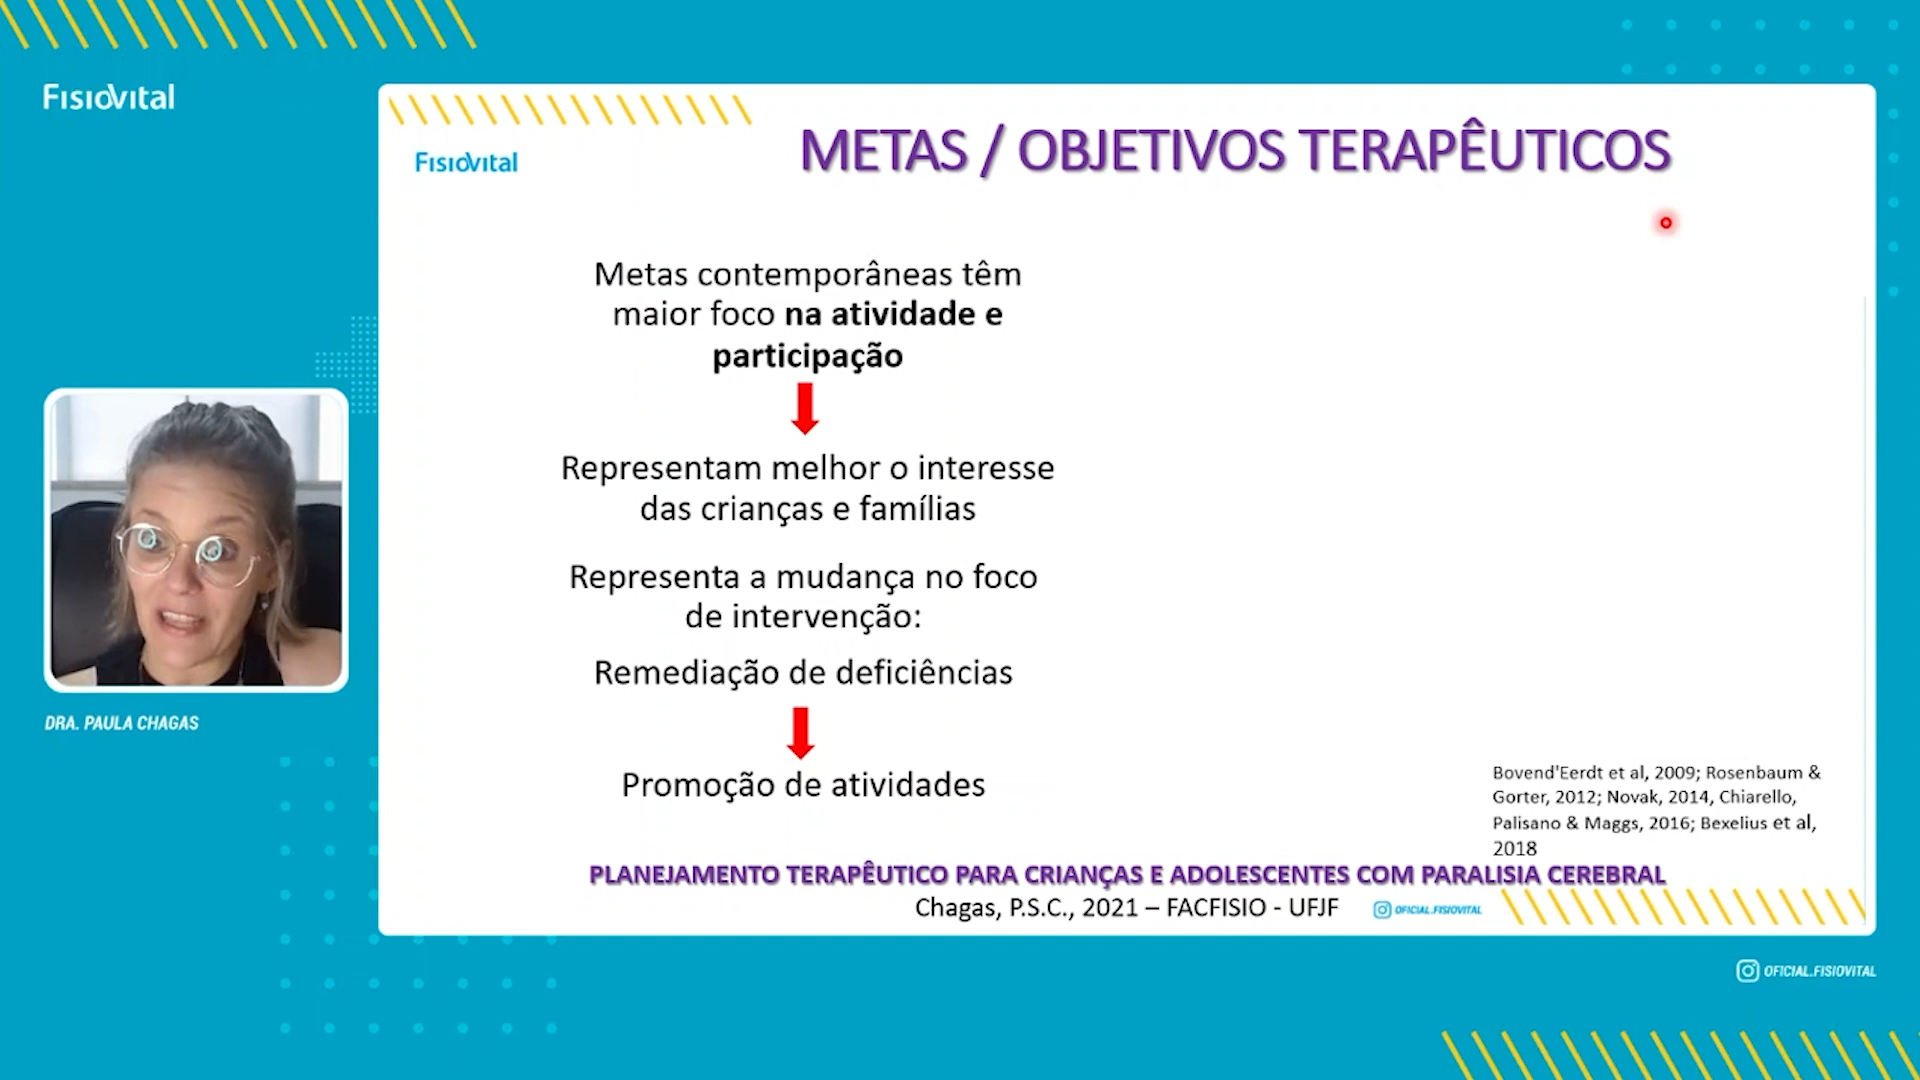 FisioVital
FisioVital
METAS / OBJETIVOS TERAPÊUTICOS
Metas contemporâneas têm
maior foco na atividade e
participação
Representam melhor o interesse
das crianças e famílias
Representa a mudança no foco
de intervenção:
Remediação de deficiências
Promoção de atividades
DRA. PAULA CHAGAS
Bovend'Eerdt et al, 2009; Rosenbaum &
Gorter, 2012; Novak, 2014, Chiarello,
Palisano & Maggs, 2016; Bexelius et al,
2018
PLANEJAMENTO TERAPÊUTICO PARA CRIANÇAS E ADOLESCENTES COM PARALISIA CEREBRAL
Chagas, P.S.C., 2021 – FACFISIO - UFJF
OFICIAL.FISIOVITAL
OFICIAL.FISIOVITAL